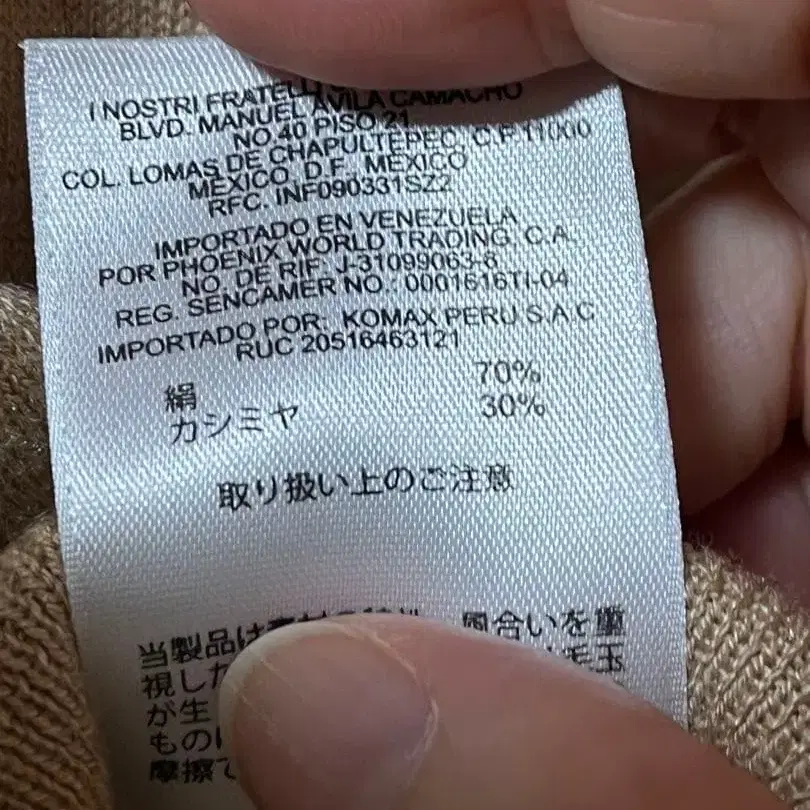 I NOSTRI FRATELLI
BLVD. MANUEL AVILA CAMACHO
NO 40 PISO 21
COL. LOMAS DE CHAPULTEPEC, C.P 11000
MEXICO, D.F., MEXICO
RFC. INF090331SZ2
IMPORTADO EN VENEZUELA
POR PHOENIX WORLD TRADING. C.A.
NO. DE RIF. J-31099063-8
REG. SENCAMER NO.: 0001616TI-04
IMPORTADO POR: KOMAX PERU S.A.C
RUC 20516463121
絹 70%
カシミヤ 30%
取り扱い上のご注意
当製品は 風合いを重
視した 毛玉
が生
もの
摩擦で